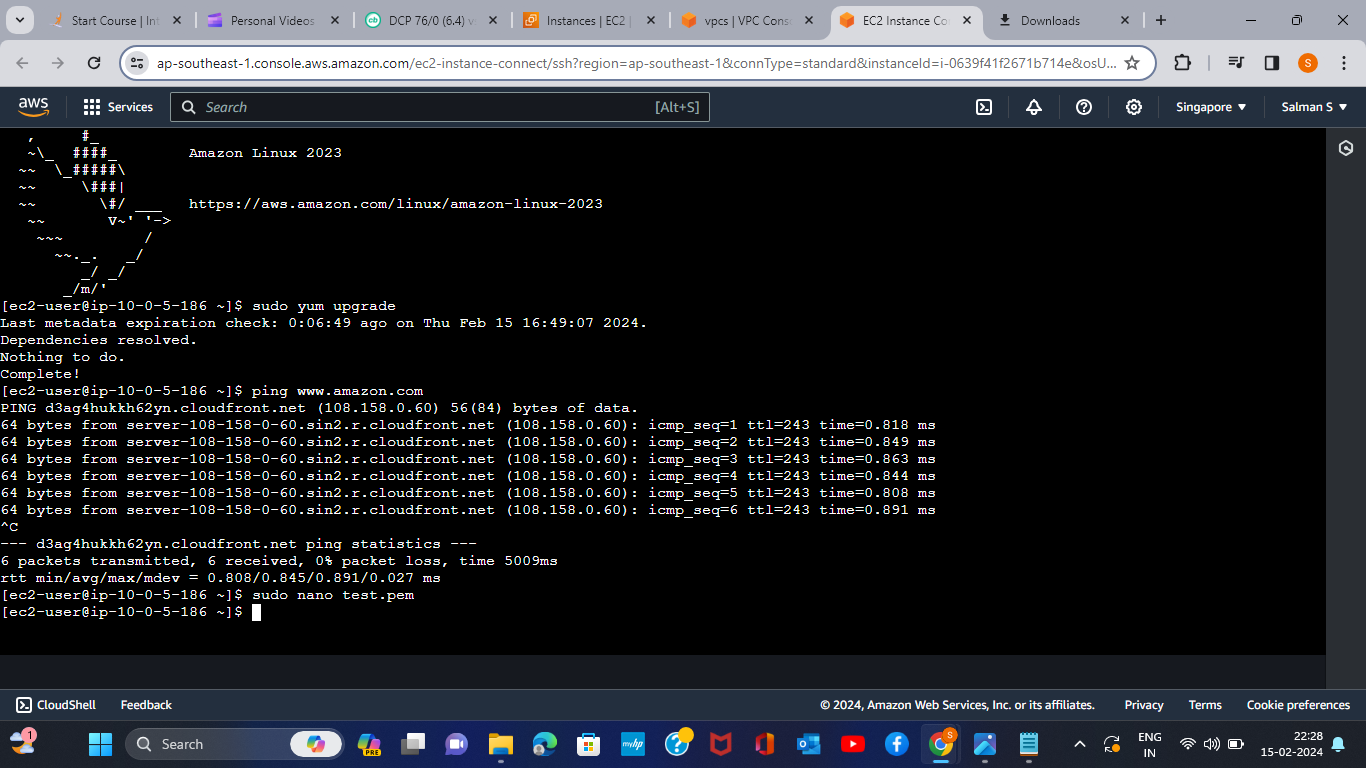 Start Course | Int
Personal Videos
DCP 76/0 (6.4) v
Instances | EC2 |
vpcs | VPC Cons
EC2 Instance Co
Downloads
ap-southeast-1.console.aws.amazon.com/ec2-instance-connect/ssh?region=ap-southeast-1&connType=standard&instanceId=i-0639f41f2671b714e&osU...
S
aws
Services
Search
[Alt+S]
Singapore
Salman S
   ,     #_
   ~\_  ####_        Amazon Linux 2023
  ~~  \_#####\
  ~~     \###|
  ~~       \#/ ___   https://aws.amazon.com/linux/amazon-linux-2023
   ~~       V~' '->
    ~~~         /
      ~~._.   _/
         _/ _/
       _/m/'
[ec2-user@ip-10-0-5-186 ~]$ sudo yum upgrade
Last metadata expiration check: 0:06:49 ago on Thu Feb 15 16:49:07 2024.
Dependencies resolved.
Nothing to do.
Complete!
[ec2-user@ip-10-0-5-186 ~]$ ping www.amazon.com
PING d3ag4hukkh62yn.cloudfront.net (108.158.0.60) 56(84) bytes of data.
64 bytes from server-108-158-0-60.sin2.r.cloudfront.net (108.158.0.60): icmp_seq=1 ttl=243 time=0.818 ms
64 bytes from server-108-158-0-60.sin2.r.cloudfront.net (108.158.0.60): icmp_seq=2 ttl=243 time=0.849 ms
64 bytes from server-108-158-0-60.sin2.r.cloudfront.net (108.158.0.60): icmp_seq=3 ttl=243 time=0.863 ms
64 bytes from server-108-158-0-60.sin2.r.cloudfront.net (108.158.0.60): icmp_seq=4 ttl=243 time=0.844 ms
64 bytes from server-108-158-0-60.sin2.r.cloudfront.net (108.158.0.60): icmp_seq=5 ttl=243 time=0.808 ms
64 bytes from server-108-158-0-60.sin2.r.cloudfront.net (108.158.0.60): icmp_seq=6 ttl=243 time=0.891 ms
^C
--- d3ag4hukkh62yn.cloudfront.net ping statistics ---
6 packets transmitted, 6 received, 0% packet loss, time 5009ms
rtt min/avg/max/mdev = 0.808/0.845/0.891/0.027 ms
[ec2-user@ip-10-0-5-186 ~]$ sudo nano test.pem
[ec2-user@ip-10-0-5-186 ~]$
CloudShell
Feedback
© 2024, Amazon Web Services, Inc. or its affiliates.
Privacy
Terms
Cookie preferences
1
Search
PRE
myhp
S
ENG
IN
22:28
15-02-2024